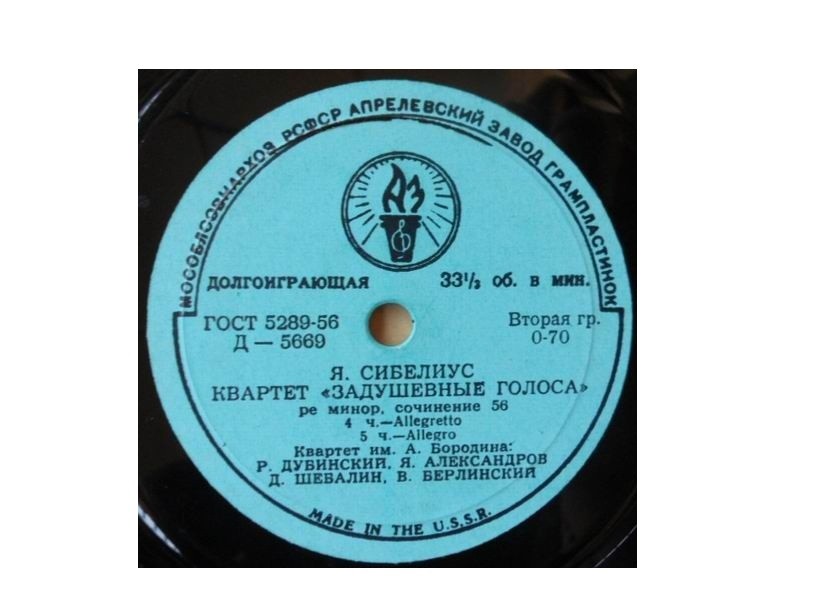 МОСОБЛСОВНАРХОЗ РСФСР АПРЕЛЕВСКИЙ ЗАВОД ГРАМПЛАСТИНОК
АЗ
ДОЛГОИГРАЮЩАЯ 33⅓ об. в мин.
ГОСТ 5289-56 Вторая гр.
Д — 5669 0-70
Я. СИБЕЛИУС
КВАРТЕТ «ЗАДУШЕВНЫЕ ГОЛОСА»
ре минор, сочинение 56
4 ч.—Allegretto
5 ч.—Allegro
Квартет им. А. Бородина:
Р. ДУБИНСКИЙ, Я. АЛЕКСАНДРОВ
Д. ШЕБАЛИН, В. БЕРЛИНСКИЙ
MADE IN THE U.S.S.R.